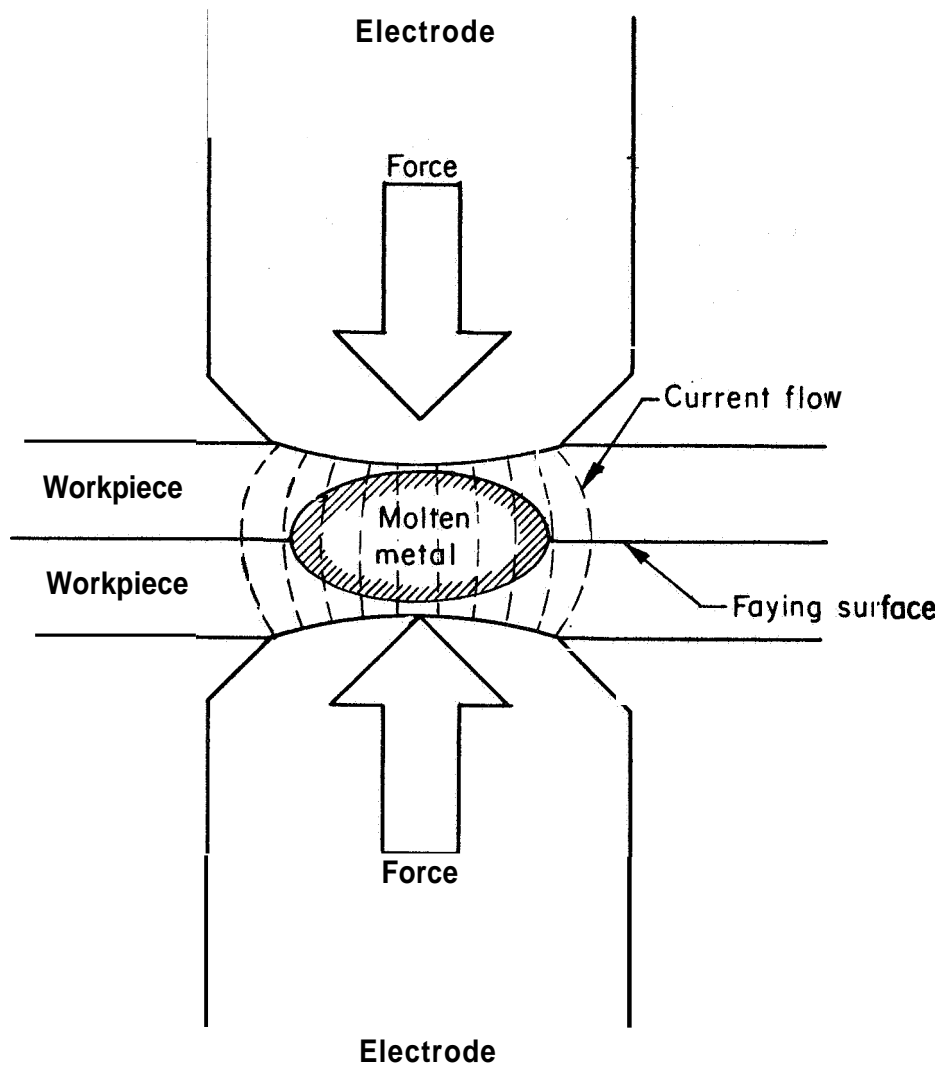 Electrode
Force
Current flow
Workpiece
Molten
metal
Workpiece
Faying surface
Force
Electrode